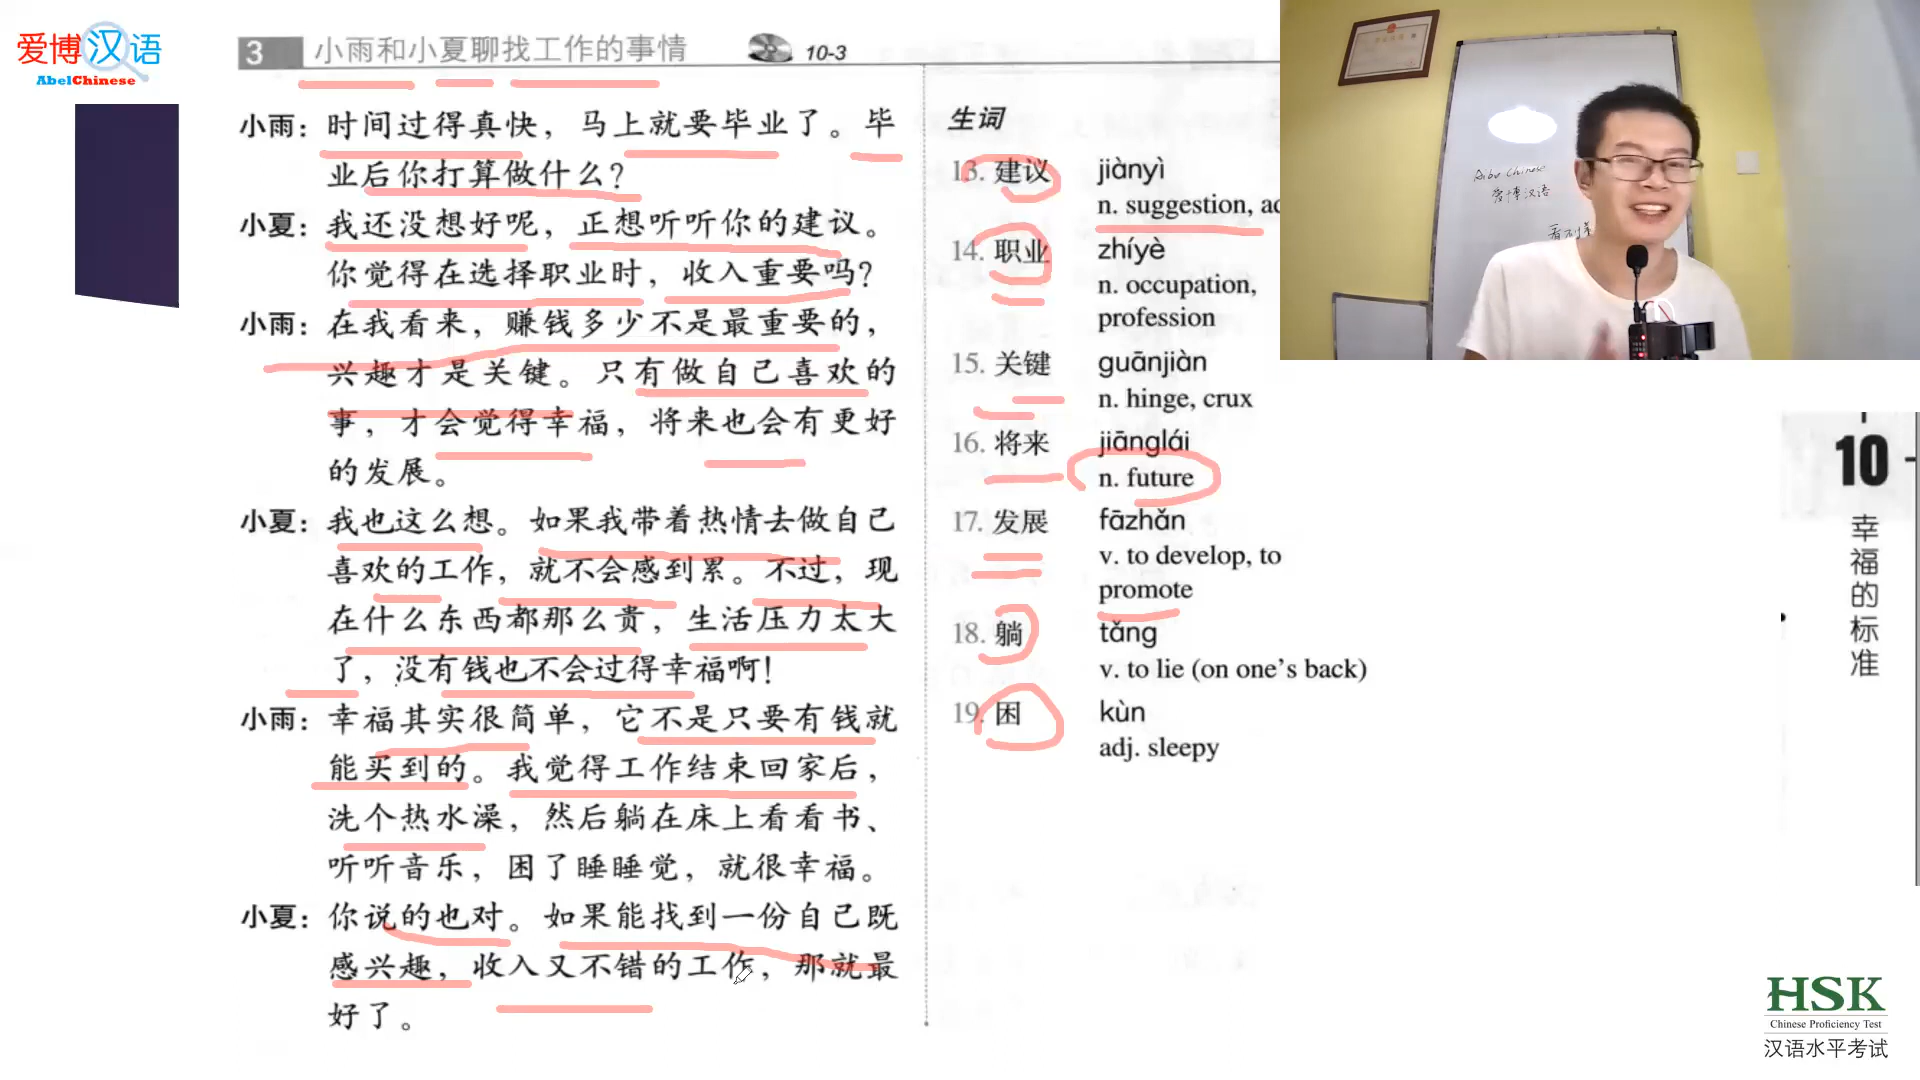 爱博汉语
AbelChinese
3 小雨和小夏聊找工作的事情 10-3
小雨：时间过得真快，马上就要毕业了。毕
业后你打算做什么？
小夏：我还没想好呢，正想听听你的建议。
你觉得在选择职业时，收入重要吗？
小雨：在我看来，赚钱多少不是最重要的，
兴趣才是关键。只有做自己喜欢的
事，才会觉得幸福，将来也会有更好
的发展。
小夏：我也这么想。如果我带着热情去做自己
喜欢的工作，就不会感到累。不过，现
在什么东西都那么贵，生活压力太大
了，没有钱也不会过得幸福啊！
小雨：幸福其实很简单，它不是只要有钱就
能买到的。我觉得工作结束回家后，
洗个热水澡，然后躺在床上看看书、
听听音乐，困了睡睡觉，就很幸福。
小夏：你说的也对。如果能找到一份自己既
感兴趣，收入又不错的工作，那就最
好了。
生词
13. 建议 jiànyì
n. suggestion,
14. 职业 zhíyè
n. occupation,
profession
15. 关键 guānjiàn
n. hinge, crux
16. 将来 jiānglái
n. future
17. 发展 fāzhǎn
v. to develop, to
promote
18. 躺 tǎng
v. to lie (on one's back)
19. 困 kùn
adj. sleepy
Aibo Chinese
爱博汉语
10
幸福的标准
HSK
Chinese Proficiency Test
汉语水平考试